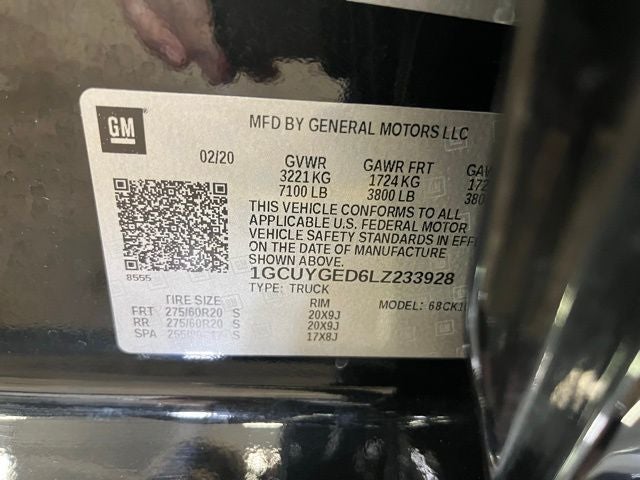 GM
MFD BY GENERAL MOTORS LLC
02/20 GVWR GAWR FRT
3221 KG 1724 KG
7100 LB 3800 LB
THIS VEHICLE CONFORMS TO ALL
APPLICABLE U.S. FEDERAL MOTOR
VEHICLE SAFETY STANDARDS IN EFFE
ON THE DATE OF MANUFACTURE
SHOWN ABOVE.
8555 1GCUYGED6LZ233928
TYPE: TRUCK MODEL:
TIRE SIZE RIM
FRT 275/60R20 S 20X9J
RR 275/60R20 S 20X9J
SPA S 17X8J